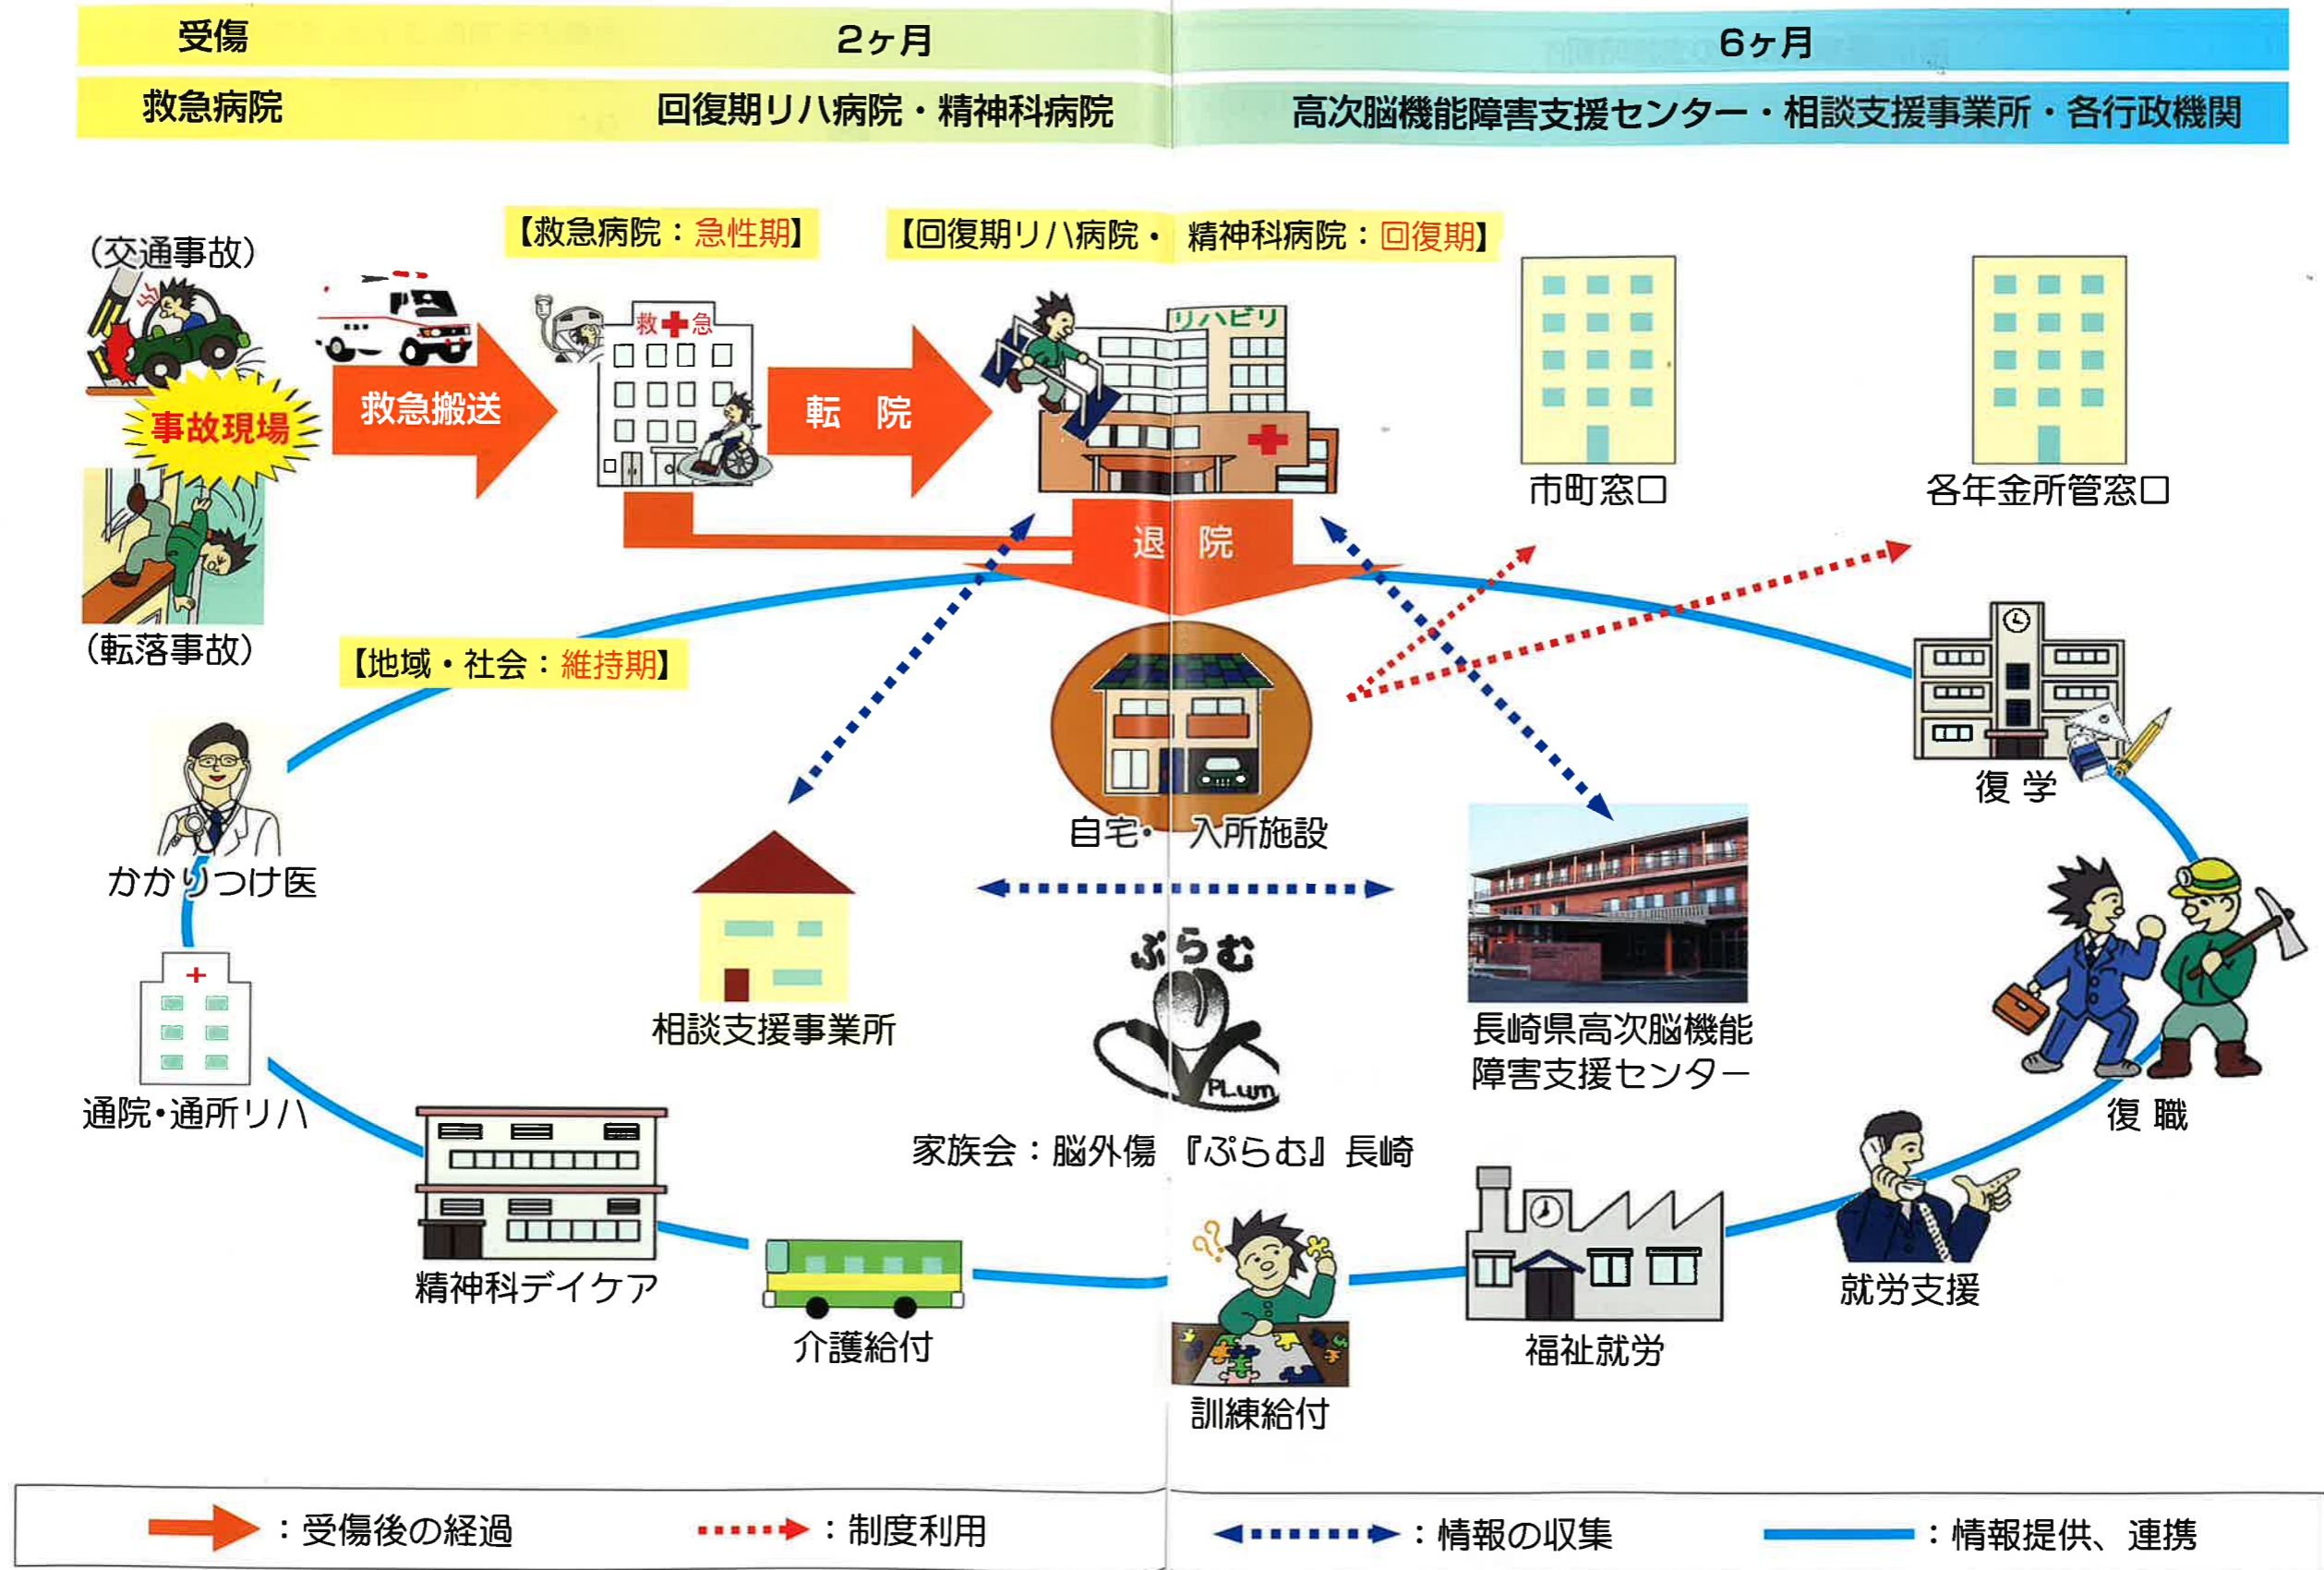 受傷 2ヶ月 6ヶ月
救急病院 回復期リハ病院・精神科病院 高次脳機能障害支援センター・相談支援事業所・各行政機関
【救急病院：急性期】
【回復期リハ病院・精神科病院：回復期】
（交通事故）
事故現場
（転落事故）
救急搬送
救急
転 院
リハビリ
市町窓口
各年金所管窓口
退 院
【地域・社会：維持期】
かかりつけ医
自宅・入所施設
復 学
相談支援事業所
ぷらむ
PLum
長崎県高次脳機能
障害支援センター
通院・通所リハ
家族会：脳外傷『ぷらむ』長崎
復 職
精神科デイケア
介護給付
訓練給付
福祉就労
就労支援
：受傷後の経過 ：制度利用 ：情報の収集 ：情報提供、連携